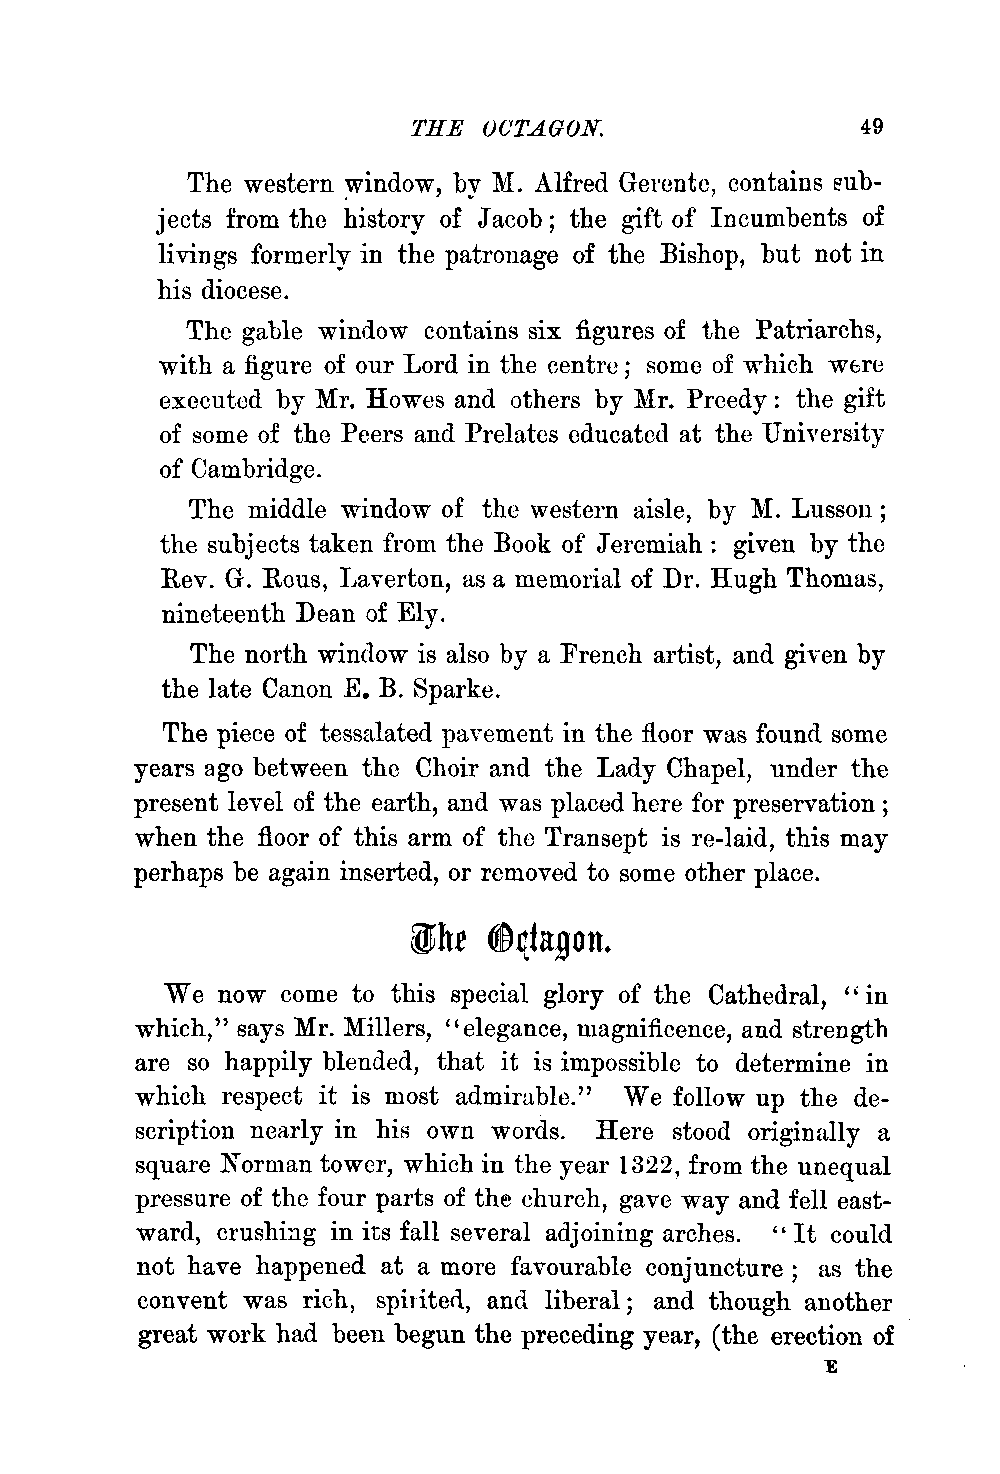 THE OCTAGON. 49
The western window, by M. Alfred Gerente, contains sub-
jects from the history of Jacob; the gift of Incumbents of
livings formerly in the patronage of the Bishop, but not in
his diocese.
The gable window contains six figures of the Patriarchs,
with a figure of our Lord in the centre; some of which were
executed by Mr. Howes and others by Mr. Preedy: the gift
of some of the Peers and Prelates educated at the University
of Cambridge.
The middle window of the western aisle, by M. Lusson;
the subjects taken from the Book of Jeremiah: given by the
Rev. G. Rous, Laverton, as a memorial of Dr. Hugh Thomas,
nineteenth Dean of Ely.
The north window is also by a French artist, and given by
the late Canon E. B. Sparke.
The piece of tessalated pavement in the floor was found some
years ago between the Choir and the Lady Chapel, under the
present level of the earth, and was placed here for preservation;
when the floor of this arm of the Transept is re-laid, this may
perhaps be again inserted, or removed to some other place.
The Octagon.
We now come to this special glory of the Cathedral, "in
which," says Mr. Millers, "elegance, magnificence, and strength
are so happily blended, that it is impossible to determine in
which respect it is most admirable." We follow up the de-
scription nearly in his own words. Here stood originally a
square Norman tower, which in the year 1322, from the unequal
pressure of the four parts of the church, gave way and fell east-
ward, crushing in its fall several adjoining arches. "It could
not have happened at a more favourable conjuncture; as the
convent was rich, spirited, and liberal; and though another
great work had been begun the preceding year, (the erection of
E